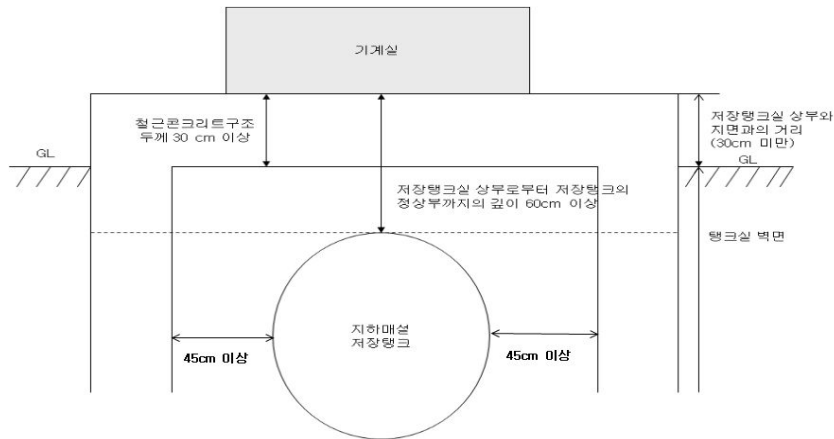 기계실
철근콘크리트구조
두께 30 cm 이상
저장탱크실 상부와
지면과의 거리
(30cm 미만)
GL
GL
저장탱크실 상부로부터 저장탱크의
정상부까지의 깊이 60cm 이상
탱크실 벽면
지하매설
저장탱크
45cm 이상
45cm 이상